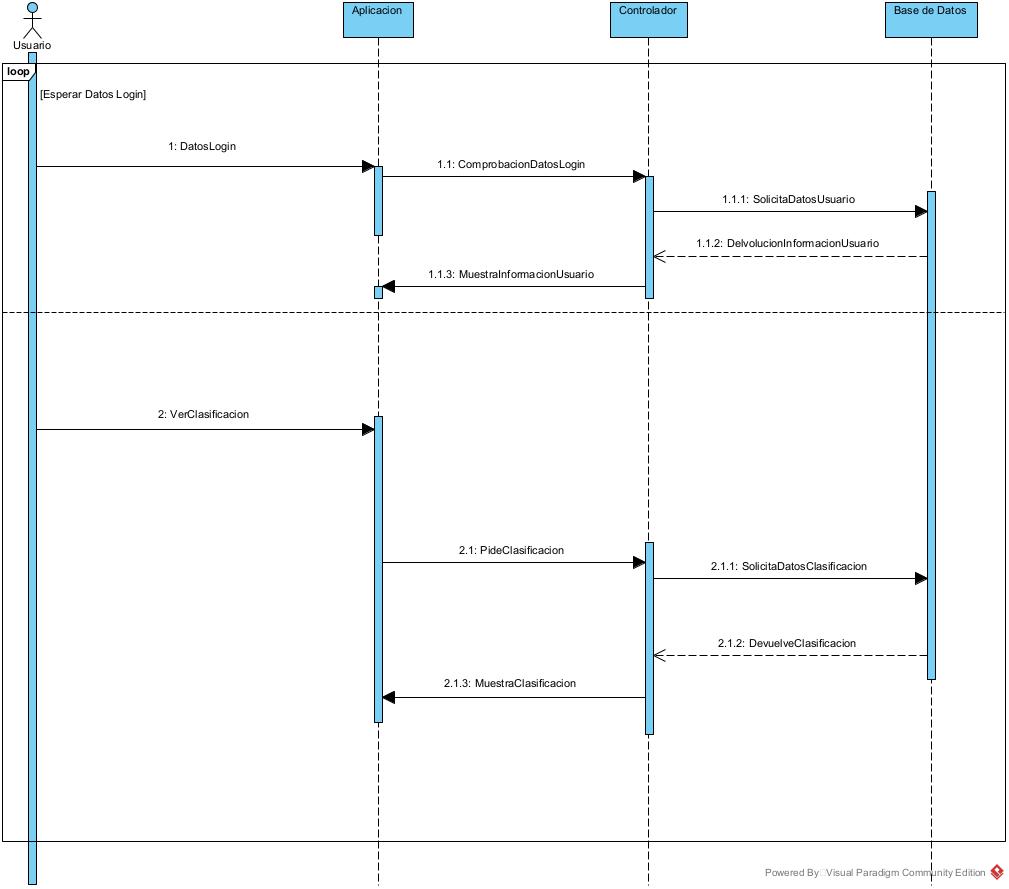 Aplicacion
Controlador
Base de Datos
Usuario
loop
[Esperar Datos Login]
1: DatosLogin
1.1: ComprobacionDatosLogin
1.1.1: SolicitaDatosUsuario
1.1.2: DelvolucionInformacionUsuario
1.1.3: MuestraInformacionUsuario
2: VerClasificacion
2.1: PideClasificacion
2.1.1: SolicitaDatosClasificacion
2.1.2: DevuelveClasificacion
2.1.3: MuestraClasificacion
Powered By Visual Paradigm Community Edition